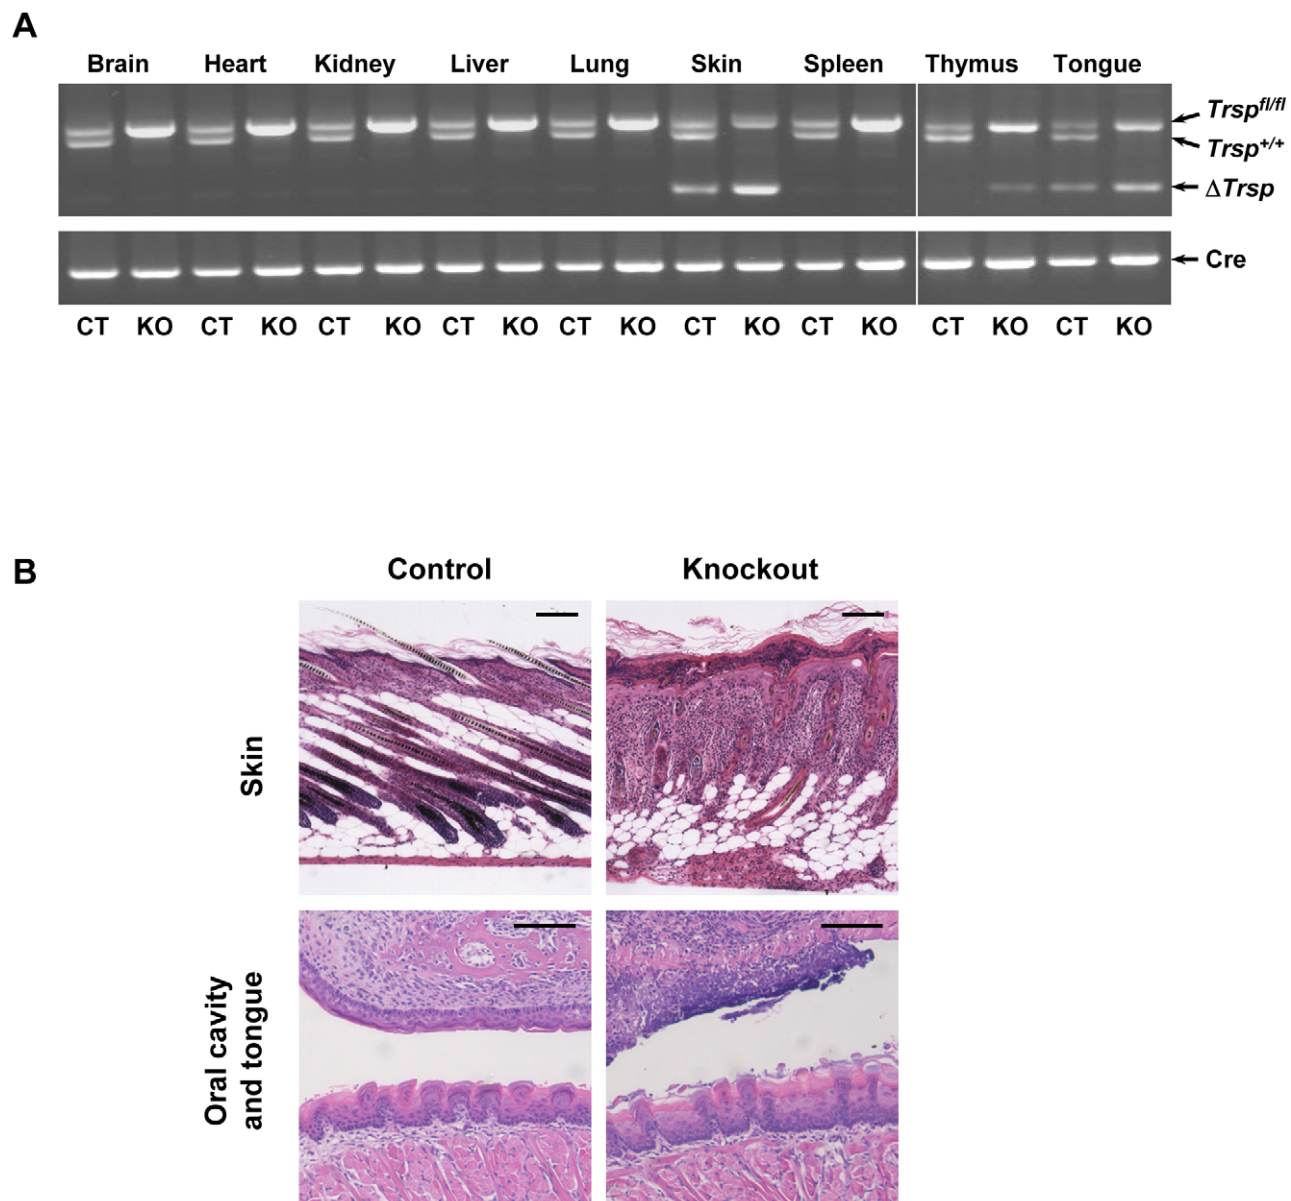 A
Brain Heart Kidney Liver Lung Skin Spleen Thymus Tongue
Trsp^fl/fl
Trsp^+/+
ΔTrsp
Cre
CT KO CT KO CT KO CT KO CT KO CT KO CT KO CT KO CT KO
B
Control Knockout
Skin
Oral cavity
and tongue